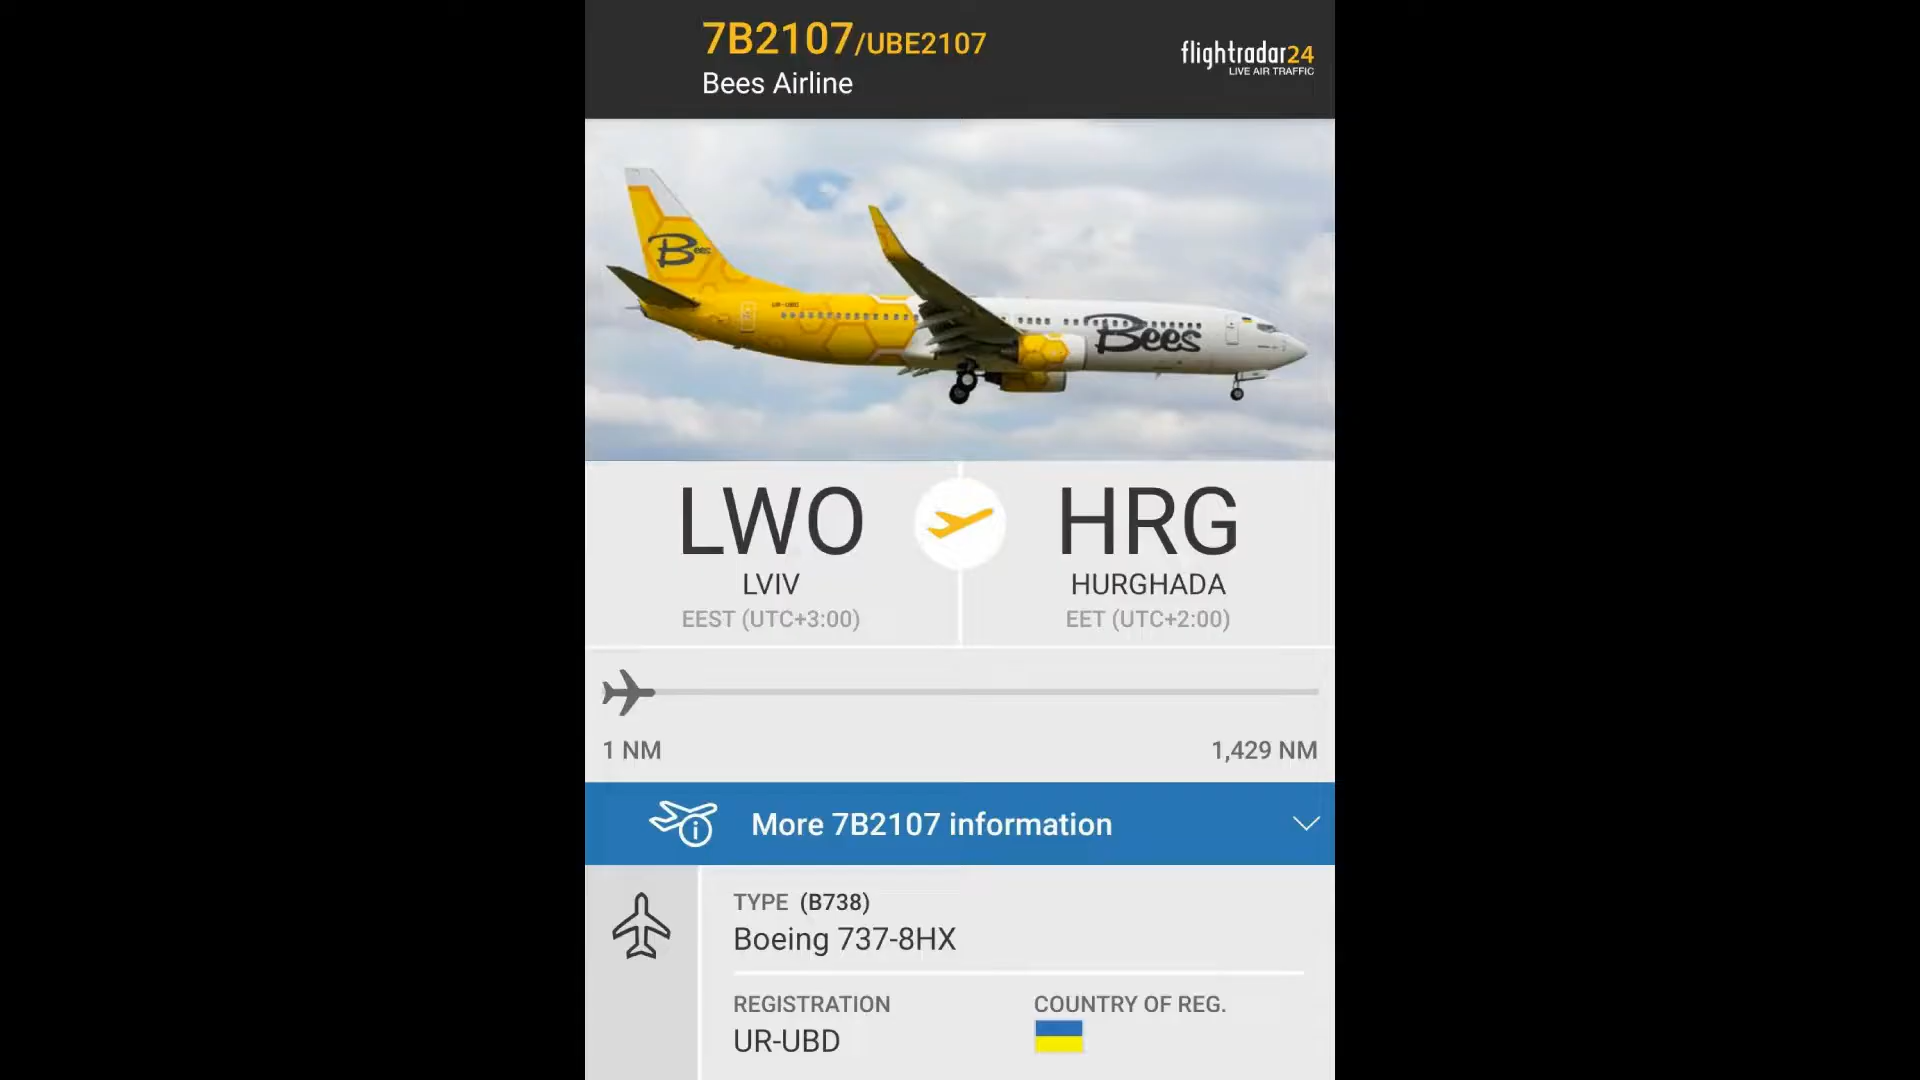 7B2107/UBE2107
Bees Airline
flightradar24
LIVE AIR TRAFFIC
Bees
UR-UBD
Bees
LWO
HRG
LVIV
HURGHADA
EEST (UTC+3:00)
EET (UTC+2:00)
1 NM
1,429 NM
More 7B2107 information
TYPE (B738)
Boeing 737-8HX
REGISTRATION
COUNTRY OF REG.
UR-UBD